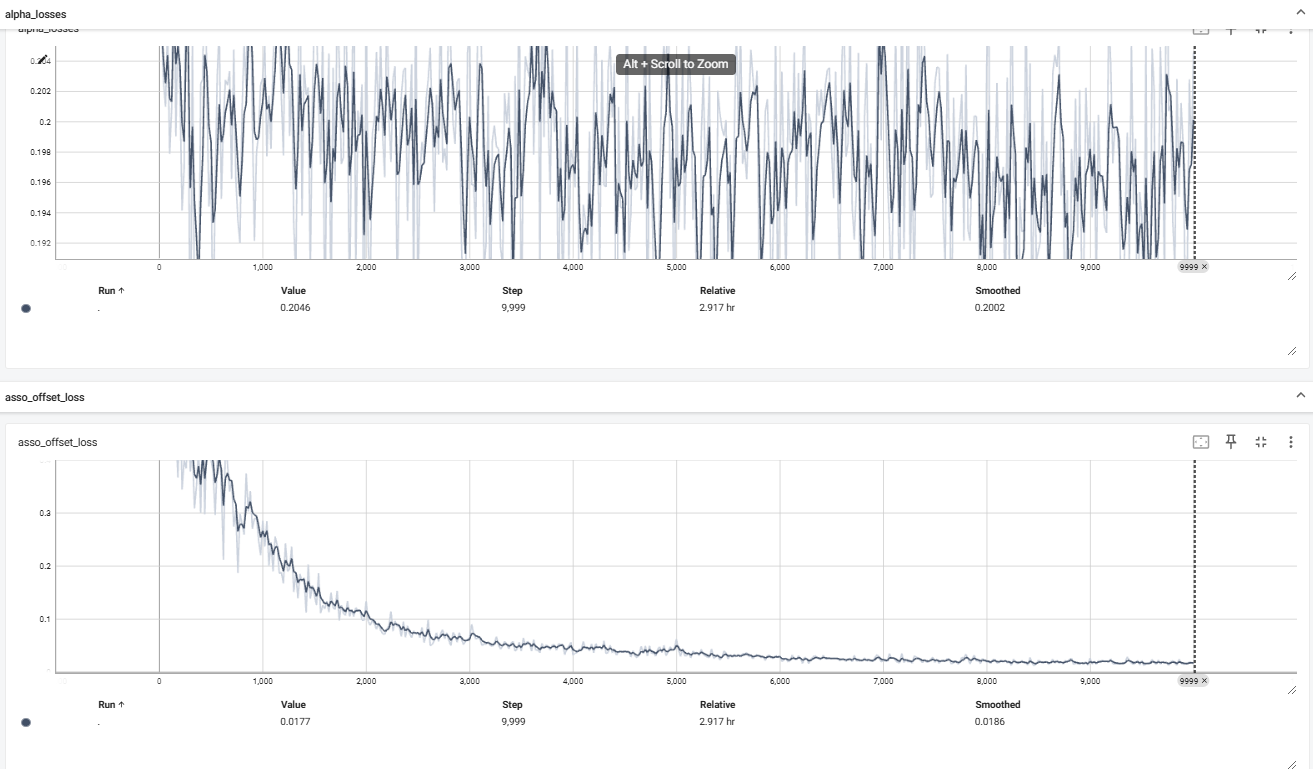 alpha_losses
alpha_losses
Alt + Scroll to Zoom
0.204
0.202
0.2
0.198
0.196
0.194
0.192
0 1,000 2,000 3,000 4,000 5,000 6,000 7,000 8,000 9,000 9999 ×
Run ↑ Value Step Relative Smoothed
. 0.2046 9,999 2.917 hr 0.2002
asso_offset_loss
asso_offset_loss
0.3
0.2
0.1
0 1,000 2,000 3,000 4,000 5,000 6,000 7,000 8,000 9,000 9999 ×
Run ↑ Value Step Relative Smoothed
. 0.0177 9,999 2.917 hr 0.0186